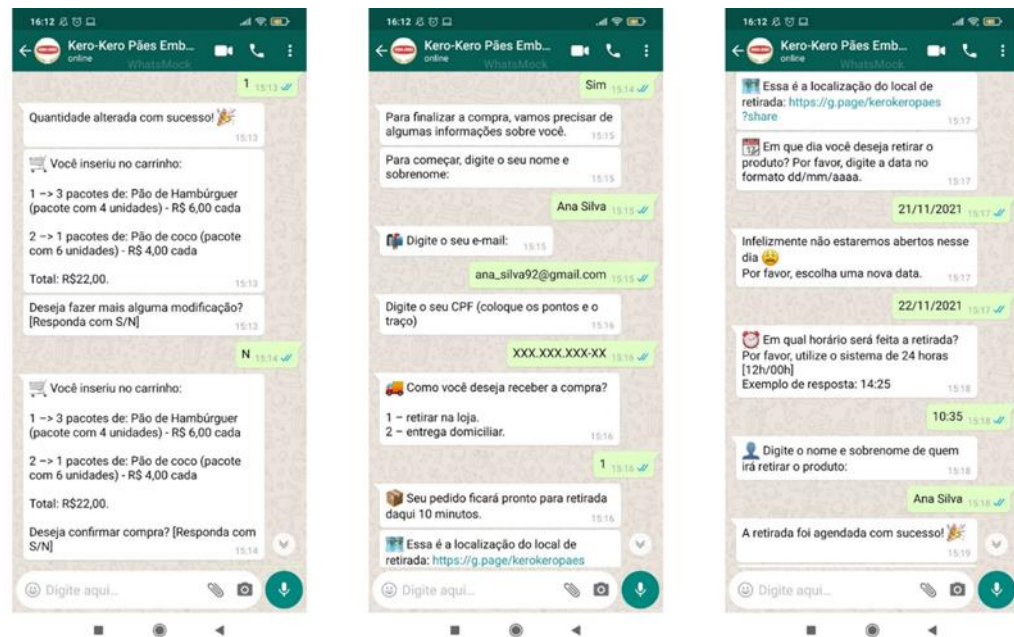 16:12
Kero-Kero Pães Emb...
online
WhatsMock
1 15:13
Quantidade alterada com sucesso!
15:13
Você inseriu no carrinho:
1 –> 3 pacotes de: Pão de Hambúrguer
(pacote com 4 unidades) - R$ 6,00 cada
2 –> 1 pacotes de: Pão de coco (pacote
com 6 unidades) - R$ 4,00 cada
Total: R$22,00.
15:13
Deseja fazer mais alguma modificação?
[Responda com S/N]
15:13
N 15:14
Você inseriu no carrinho:
1 –> 3 pacotes de: Pão de Hambúrguer
(pacote com 4 unidades) - R$ 6,00 cada
2 –> 1 pacotes de: Pão de coco (pacote
com 6 unidades) - R$ 4,00 cada
Total: R$22,00.
Deseja confirmar compra? [Responda com
S/N]
15:14
Digite aqui...
16:12
Kero-Kero Pães Emb...
online
WhatsMock
Sim 15:14
Para finalizar a compra, vamos precisar de
algumas informações sobre você.
15:15
Para começar, digite o seu nome e
sobrenome:
15:15
Ana Silva 15:15
Digite o seu e-mail:
15:15
ana_silva92@gmail.com 15:15
Digite o seu CPF (coloque os pontos e o
traço)
15:16
XXX.XXX.XXX-XX 15:16
Como você deseja receber a compra?
1 – retirar na loja.
2 – entrega domiciliar.
15:16
1 15:16
Seu pedido ficará pronto para retirada
daqui 10 minutos.
15:16
Essa é a localização do local de
retirada: https://g.page/kerokeropaes
Digite aqui...
16:12
Kero-Kero Pães Emb...
online
WhatsMock
Essa é a localização do local de
retirada: https://g.page/kerokeropaes
?share
15:17
Em que dia você deseja retirar o
produto? Por favor, digite a data no
formato dd/mm/aaaa.
15:17
21/11/2021 15:17
Infelizmente não estaremos abertos nesse
dia
Por favor, escolha uma nova data.
15:17
22/11/2021 15:17
Em qual horário será feita a retirada?
Por favor, utilize o sistema de 24 horas
[12h/00h]
Exemplo de resposta: 14:25
15:18
10:35 15:18
Digite o nome e sobrenome de quem
irá retirar o produto:
15:18
Ana Silva 15:18
A retirada foi agendada com sucesso!
15:19
Digite aqui...